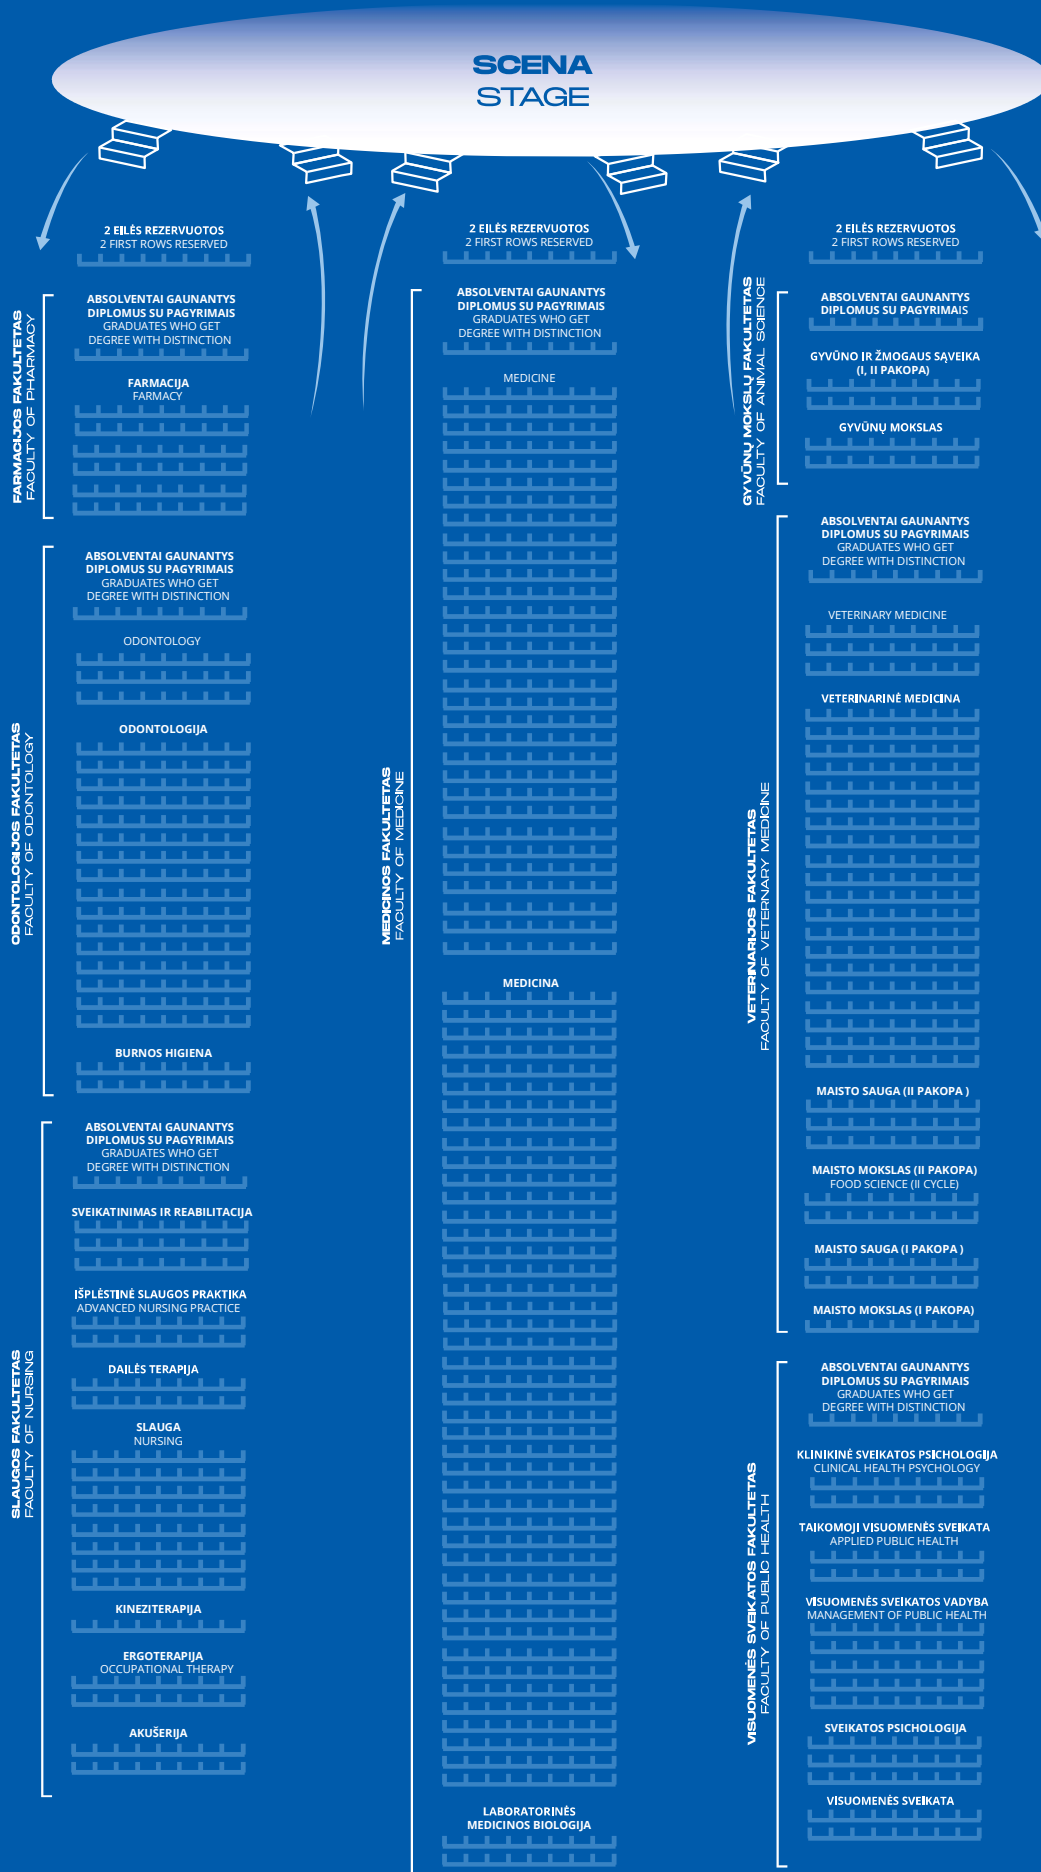 SCENA
STAGE
2 EILĖS REZERVUOTOS
2 FIRST ROWS RESERVED
FARMACIJOS FAKULTETAS
FACULTY OF PHARMACY
ABSOLVENTAI GAUNANTYS
DIPLOMUS SU PAGYRIMAIS
GRADUATES WHO GET
DEGREE WITH DISTINCTION
FARMACIJA
FARMACY
ODONTOLOGIJOS FAKULTETAS
FACULTY OF ODONTOLOGY
ABSOLVENTAI GAUNANTYS
DIPLOMUS SU PAGYRIMAIS
GRADUATES WHO GET
DEGREE WITH DISTINCTION
ODONTOLOGY
ODONTOLOGIJA
BURNOS HIGIENA
SLAUGOS FAKULTETAS
FACULTY OF NURSING
ABSOLVENTAI GAUNANTYS
DIPLOMUS SU PAGYRIMAIS
GRADUATES WHO GET
DEGREE WITH DISTINCTION
SVEIKATINIMAS IR REABILITACIJA
IŠPLĖSTINĖ SLAUGOS PRAKTIKA
ADVANCED NURSING PRACTICE
DAILĖS TERAPIJA
SLAUGA
NURSING
KINEZITERAPIJA
ERGOTERAPIJA
OCCUPATIONAL THERAPY
AKUŠERIJA
2 EILĖS REZERVUOTOS
2 FIRST ROWS RESERVED
MEDICINOS FAKULTETAS
FACULTY OF MEDICINE
ABSOLVENTAI GAUNANTYS
DIPLOMUS SU PAGYRIMAIS
GRADUATES WHO GET
DEGREE WITH DISTINCTION
MEDICINE
MEDICINA
LABORATORINĖS
MEDICINOS BIOLOGIJA
2 EILĖS REZERVUOTOS
2 FIRST ROWS RESERVED
GYVŪNŲ MOKSLŲ FAKULTETAS
FACULTY OF ANIMAL SCIENCE
ABSOLVENTAI GAUNANTYS
DIPLOMUS SU PAGYRIMAIS
GYVŪNO IR ŽMOGAUS SĄVEIKA
(I, II PAKOPA)
GYVŪNŲ MOKSLAS
VETERINARIJOS FAKULTETAS
FACULTY OF VETERNARY MEDICINE
ABSOLVENTAI GAUNANTYS
DIPLOMUS SU PAGYRIMAIS
GRADUATES WHO GET
DEGREE WITH DISTINCTION
VETERINARY MEDICINE
VETERINARINĖ MEDICINA
MAISTO SAUGA (II PAKOPA )
MAISTO MOKSLAS (II PAKOPA)
FOOD SCIENCE (II CYCLE)
MAISTO SAUGA (I PAKOPA )
MAISTO MOKSLAS (I PAKOPA)
VISUOMENĖS SVEIKATOS FAKULTETAS
FACULTY OF PUBLIC HEALTH
ABSOLVENTAI GAUNANTYS
DIPLOMUS SU PAGYRIMAIS
GRADUATES WHO GET
DEGREE WITH DISTINCTION
KLINIKINĖ SVEIKATOS PSICHOLOGIJA
CLINICAL HEALTH PSYCHOLOGY
TAIKOMOJI VISUOMENĖS SVEIKATA
APPLIED PUBLIC HEALTH
VISUOMENĖS SVEIKATOS VADYBA
MANAGEMENT OF PUBLIC HEALTH
SVEIKATOS PSICHOLOGIJA
VISUOMENĖS SVEIKATA